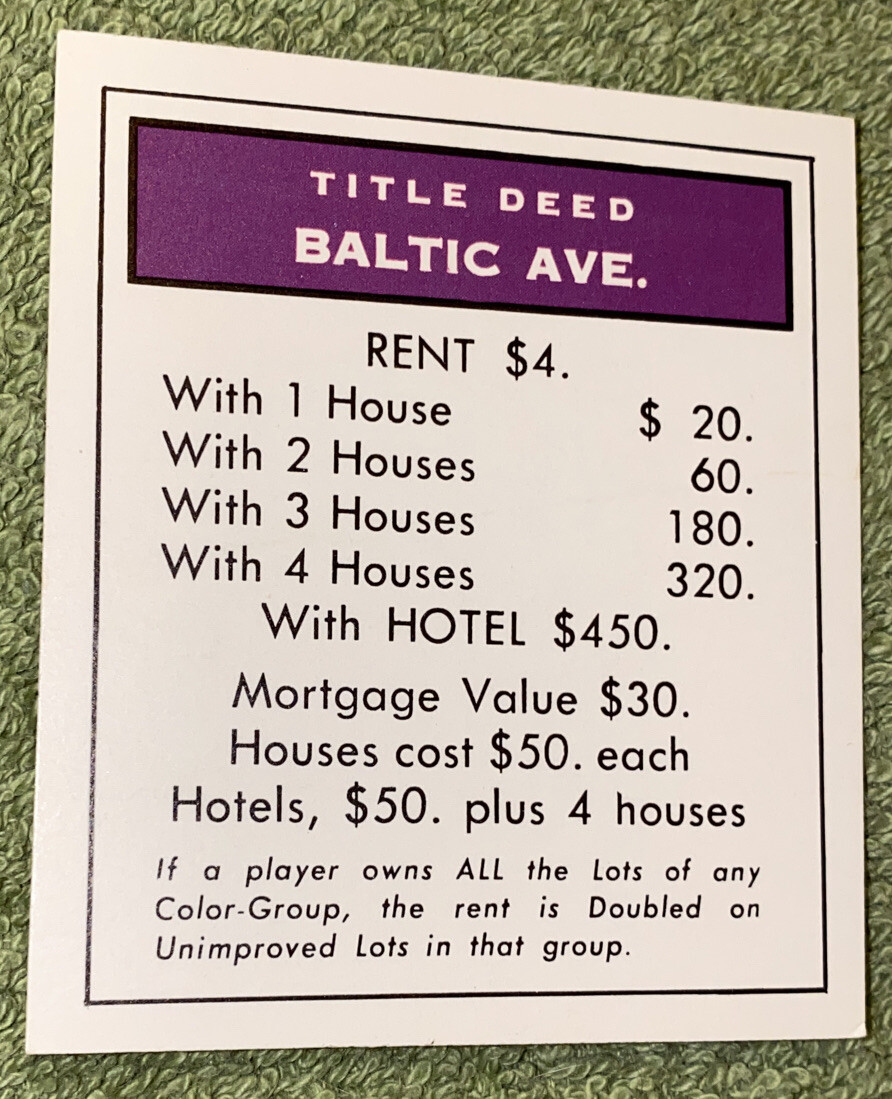 TITLE DEED
BALTIC AVE.
RENT $4.
With 1 House $ 20.
With 2 Houses 60.
With 3 Houses 180.
With 4 Houses 320.
With HOTEL $450.
Mortgage Value $30.
Houses cost $50. each
Hotels, $50. plus 4 houses
If a player owns ALL the Lots of any
Color-Group, the rent is Doubled on
Unimproved Lots in that group.